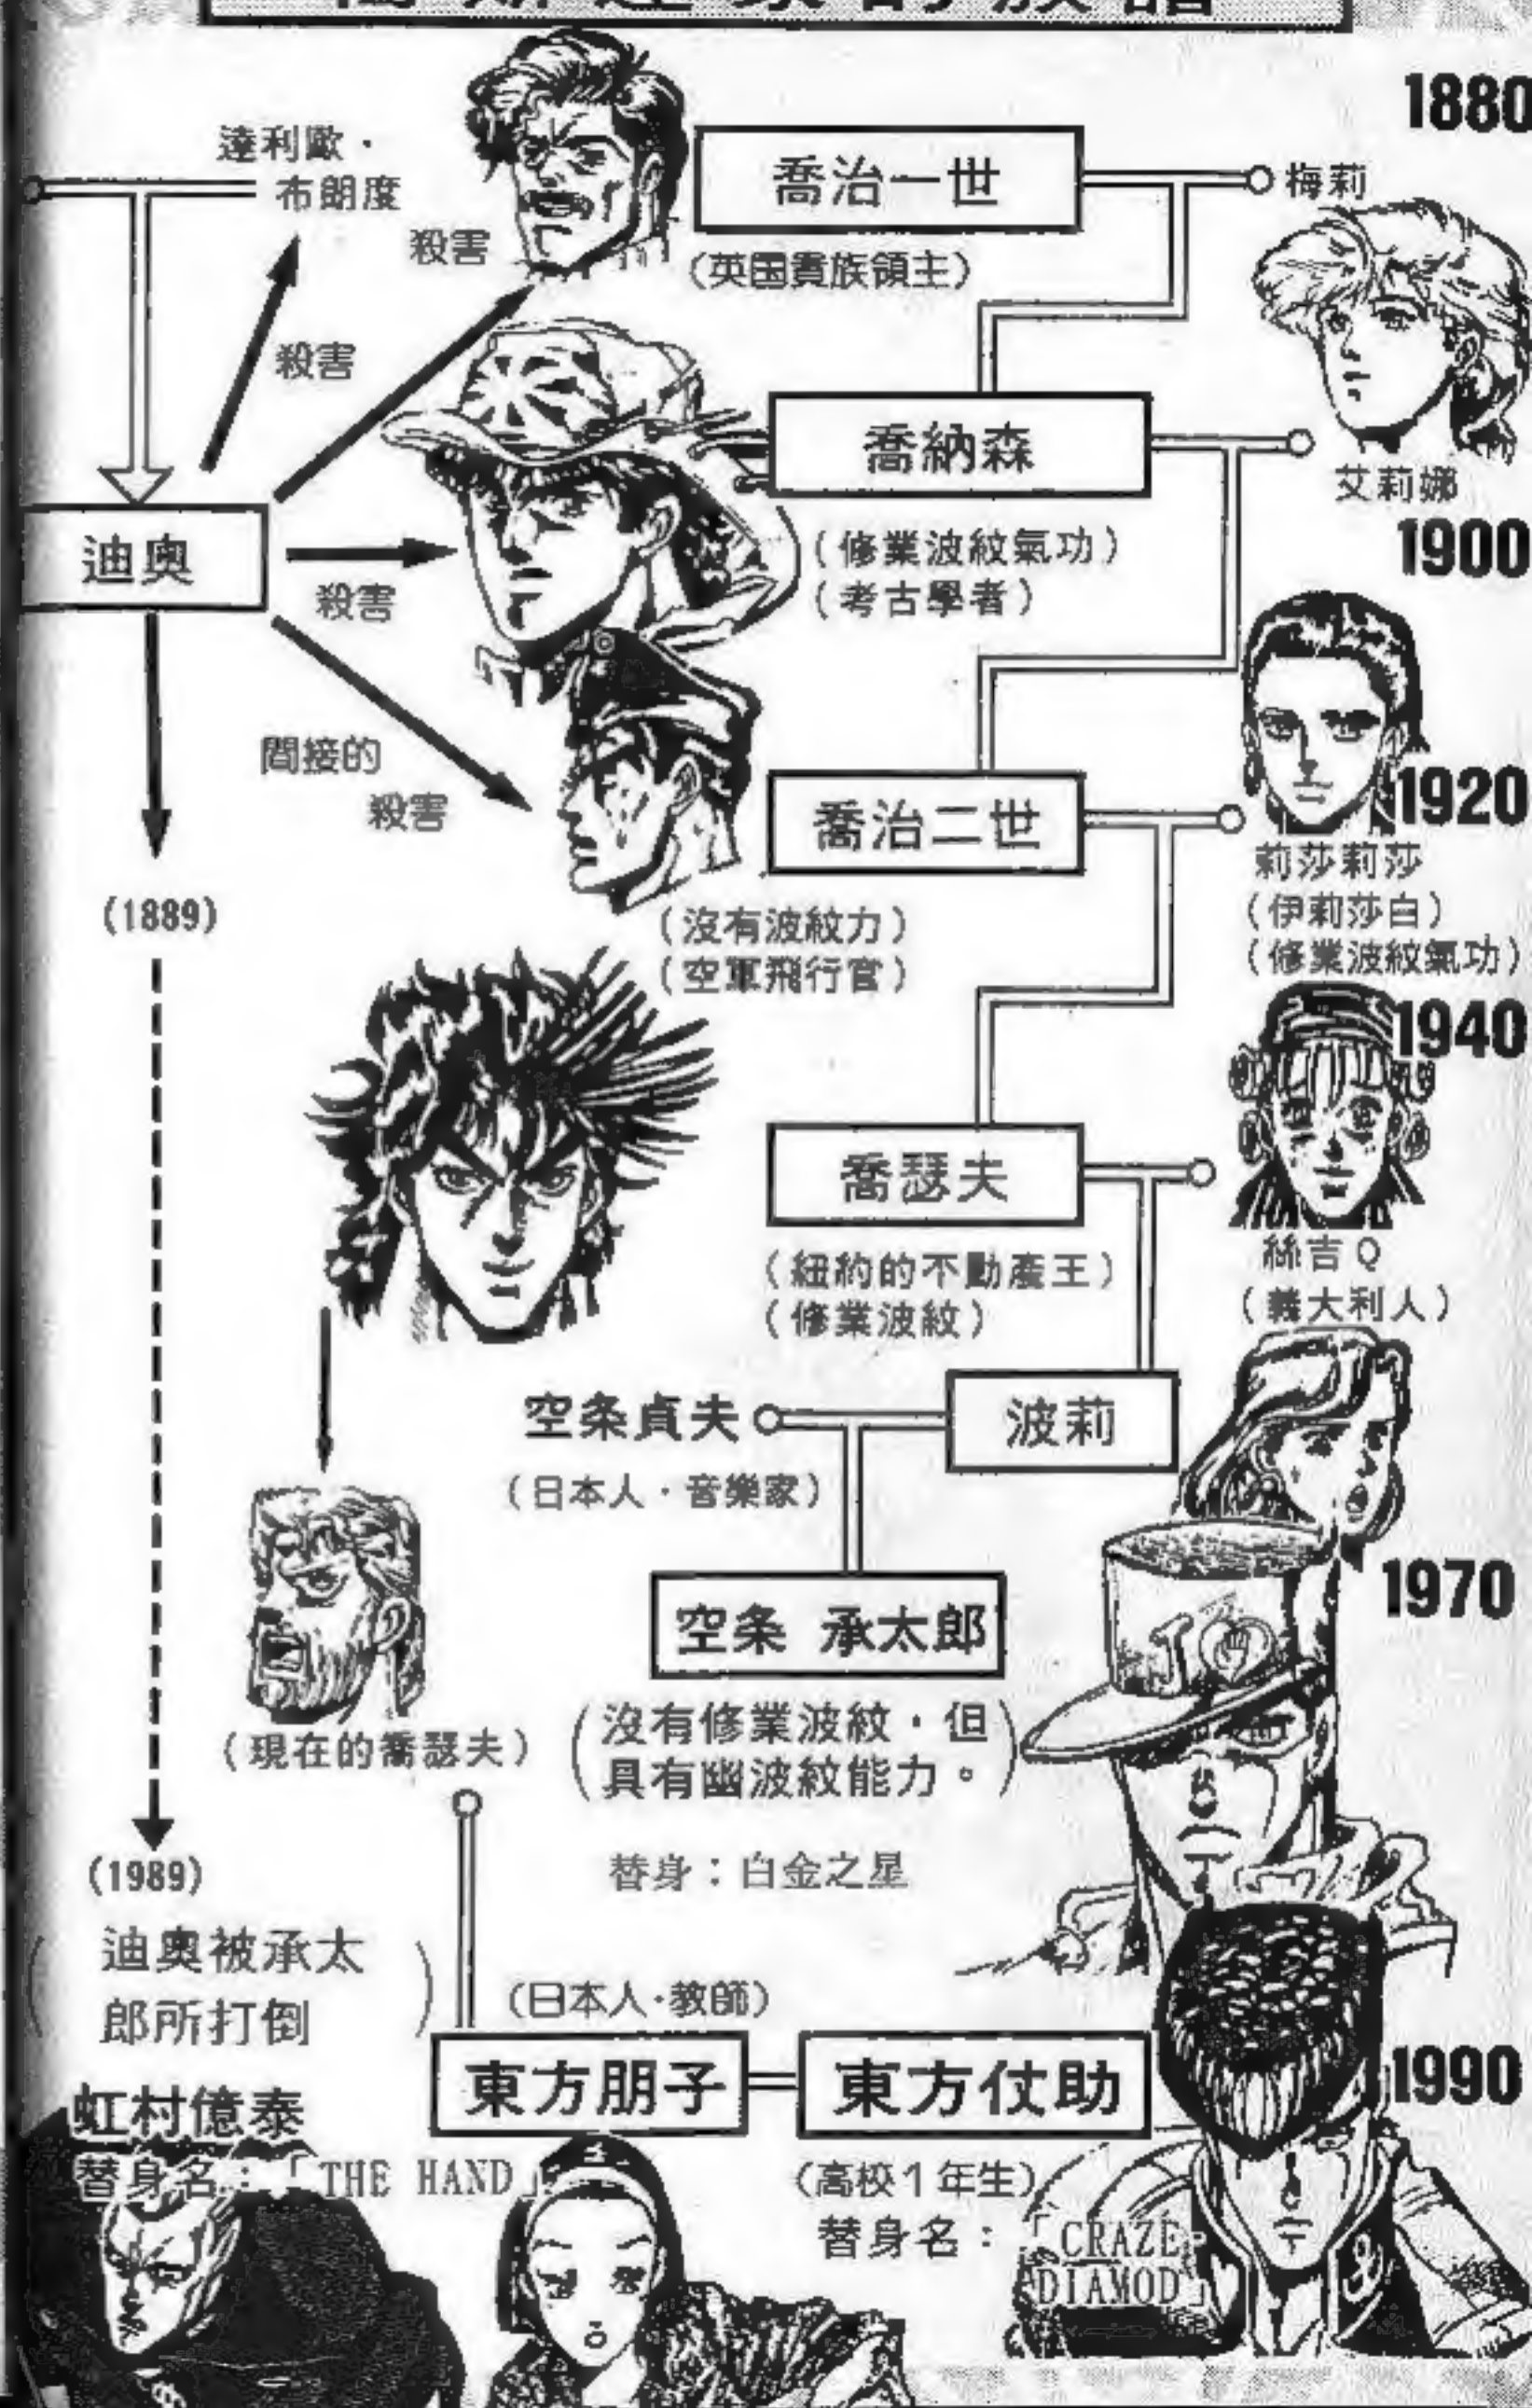 達利歐・
布朗度
喬治一世
(英国貴族領主)
梅莉
1880
殺害
殺害
迪奥
殺害
喬納森
(修業波紋氣功)
(考古學者)
艾莉娜
1900
間接的
殺害
喬治二世
(沒有波紋力)
(空軍飛行官)
1920
莉莎莉莎
(伊莉莎白)
(修業波紋氣功)
(1889)
1940
喬瑟夫
(紐約的不動產王)
(修業波紋)
絲吉Q
(義大利人)
空条貞夫
(日本人・音樂家)
波莉
1970
空条 承太郎
(沒有修業波紋・但
具有幽波紋能力。)
替身：白金之星
(現在的喬瑟夫)
(1989)
(迪奥被承太
郎所打倒)
(日本人・教師)
東方朋子
東方仗助
1990
(高校1年生)
替身名：「CRAZE-
DIAMOD」
虹村億泰
替身名：「THE HAND」